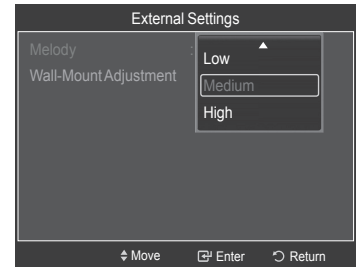 External Settings
Melody : Low
Wall-Mount Adjustment Medium
High
Move Enter Return